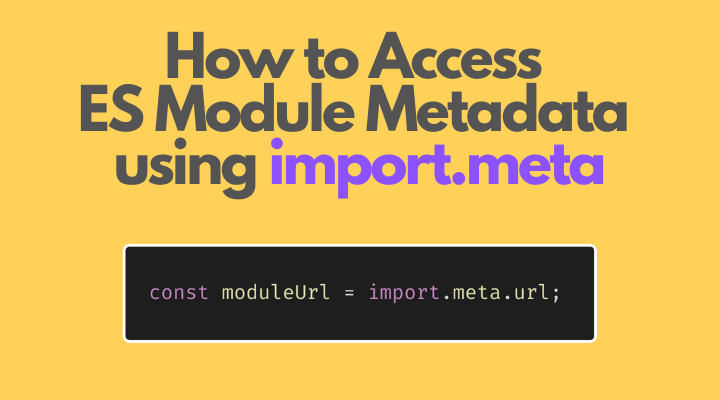 How to Access
ES Module Metadata
using import.meta
const moduleUrl = import.meta.url;